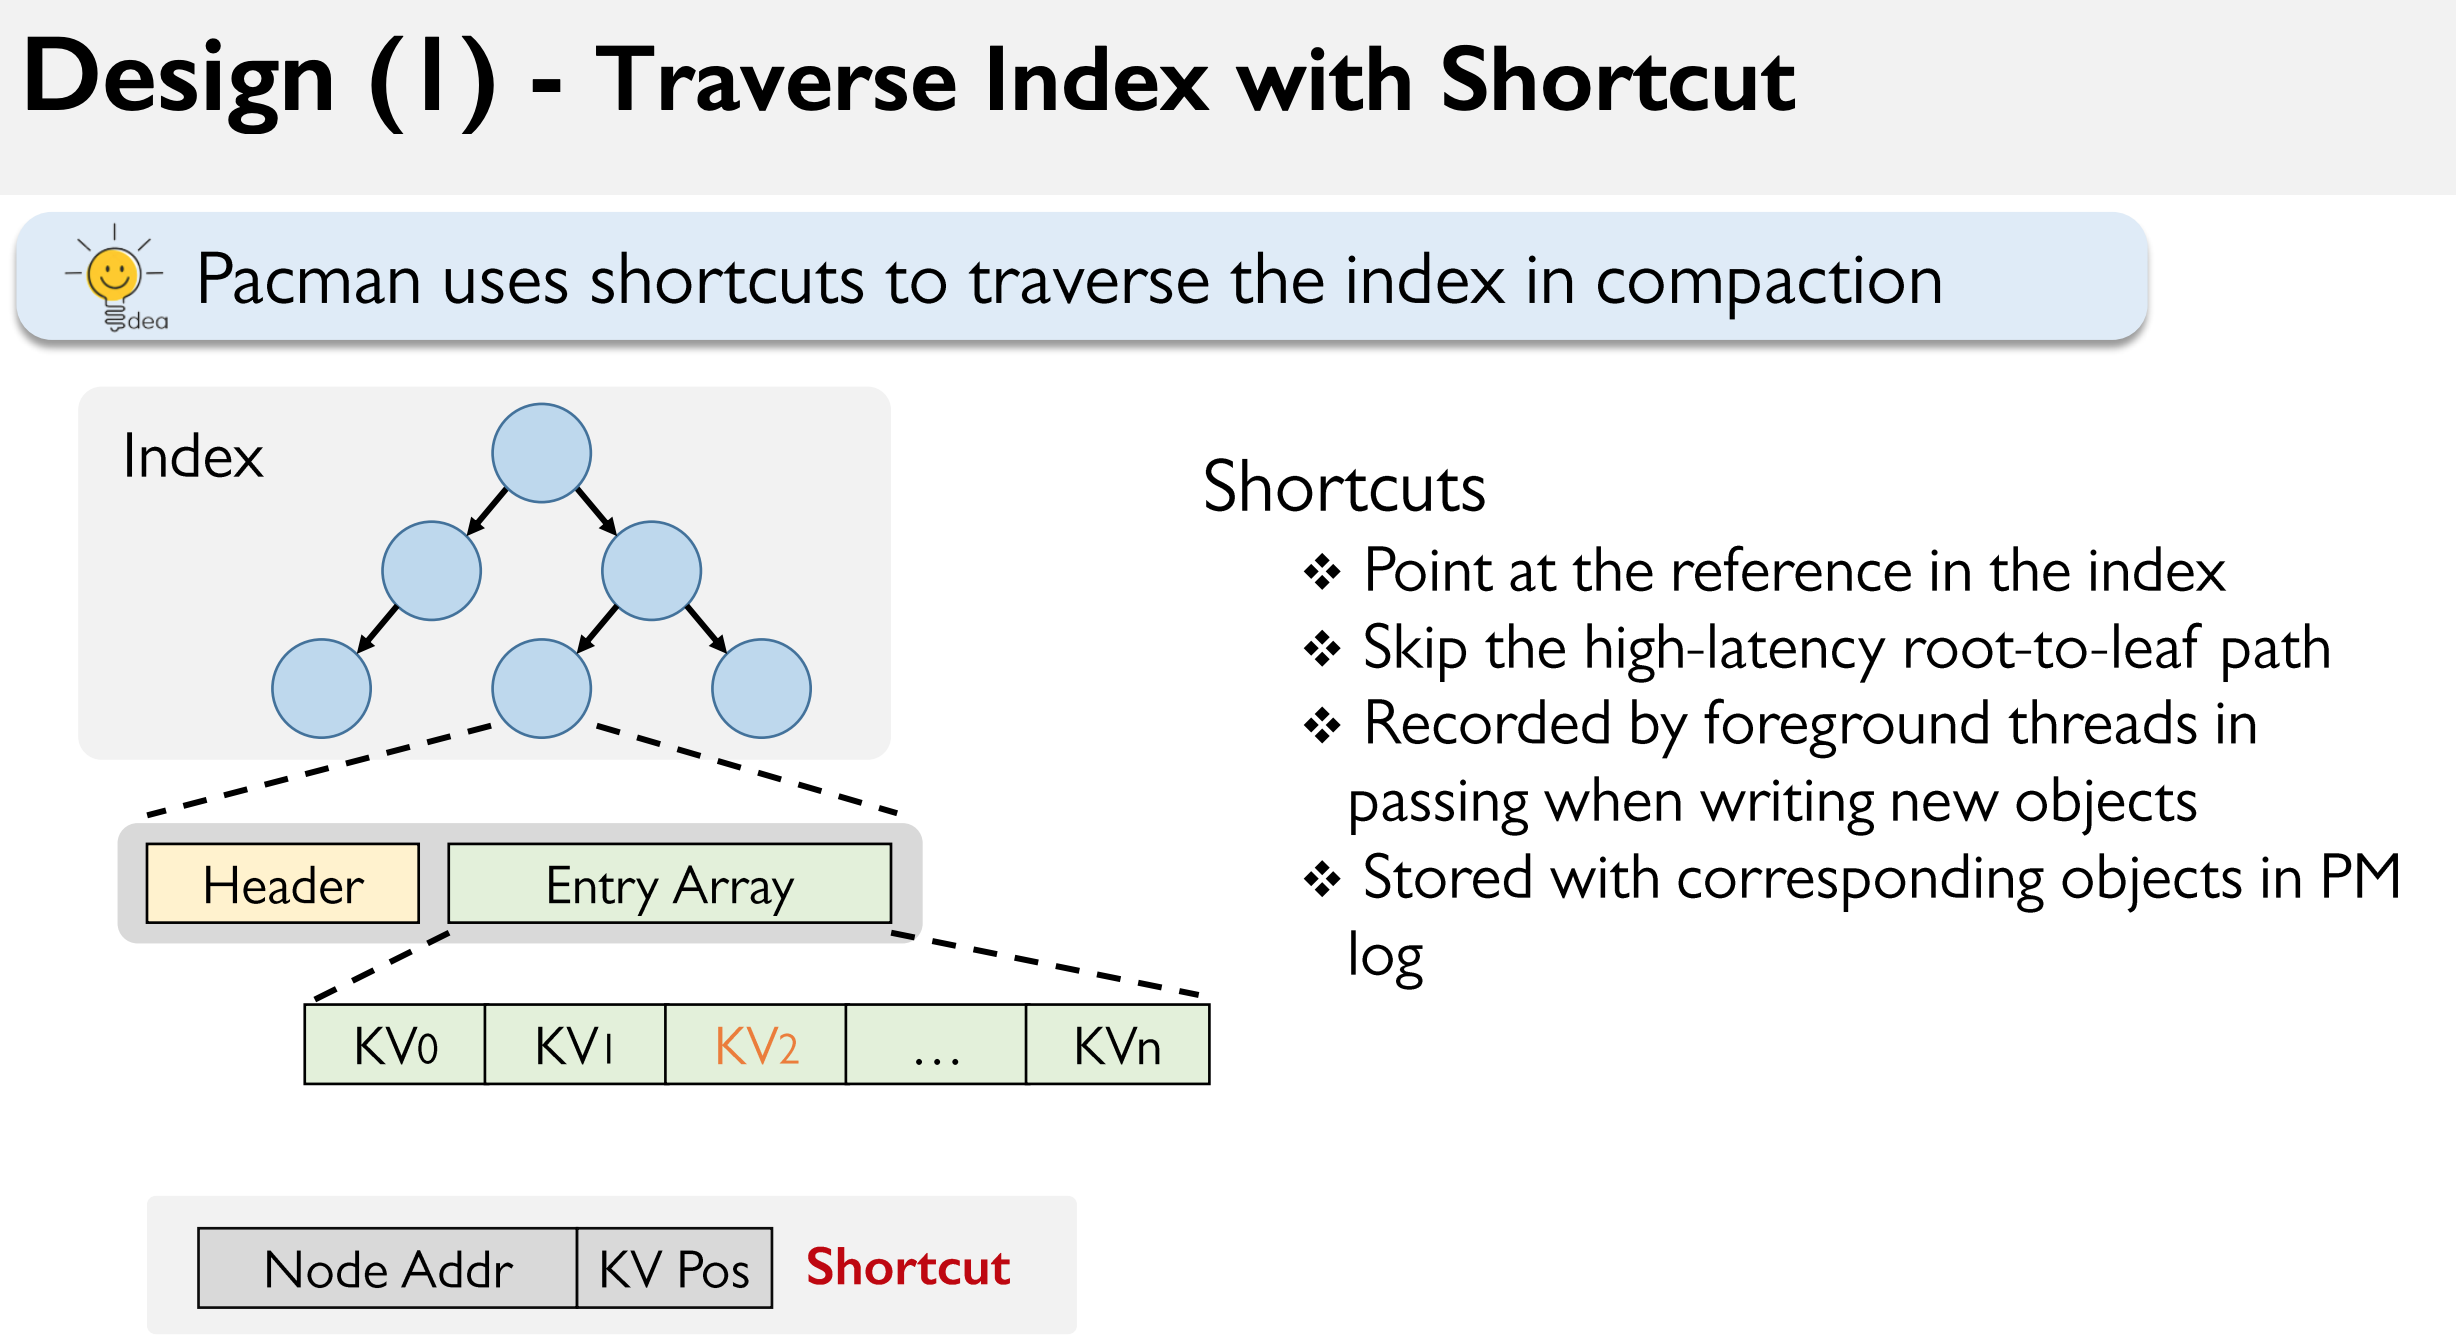 Design (1) - Traverse Index with Shortcut
Idea
Pacman uses shortcuts to traverse the index in compaction
Index
Header
Entry Array
KV0
KV1
KV2
...
KVn
Node Addr
KV Pos
Shortcut
Shortcuts
❖ Point at the reference in the index
❖ Skip the high-latency root-to-leaf path
❖ Recorded by foreground threads in
passing when writing new objects
❖ Stored with corresponding objects in PM
log